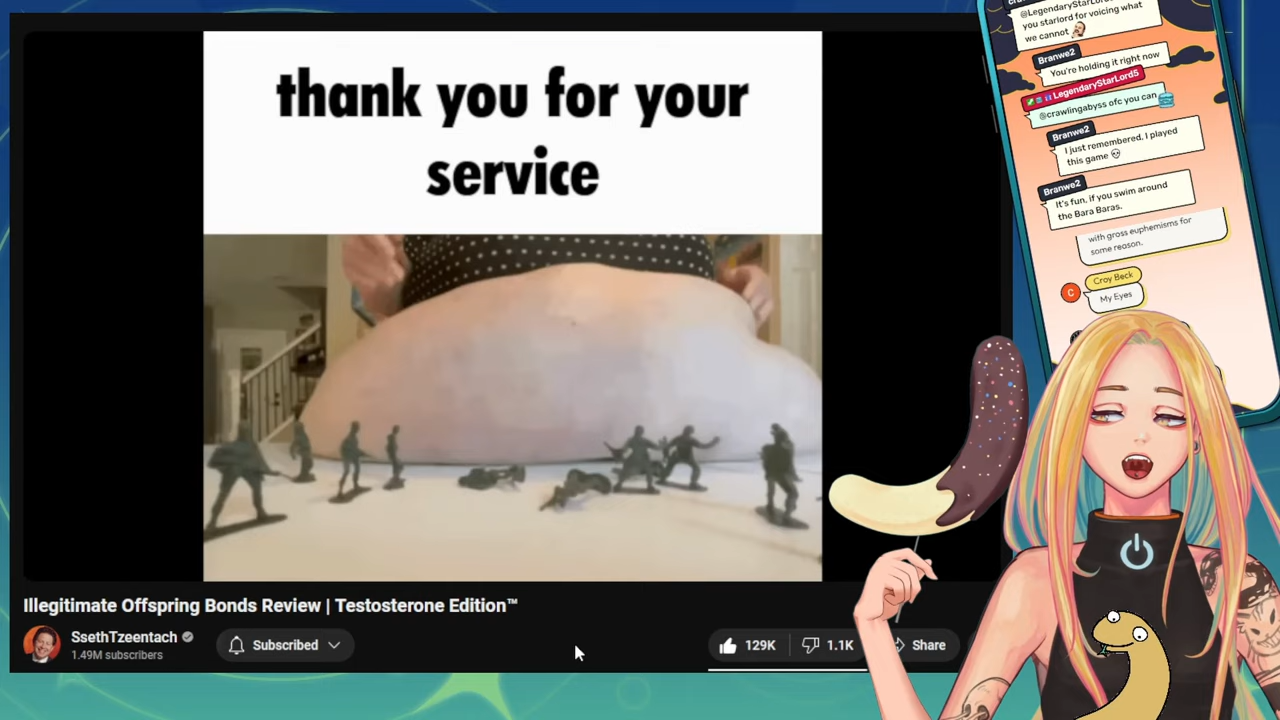 thank you for your
service
Illegitimate Offspring Bonds Review | Testosterone Edition™
SsethTzeentach
1.49M subscribers
Subscribed
129K
1.1K
Share
@LegendaryStarLord
you starlord for voicing what
we cannot
Branwe2
You're holding it right now
LegendaryStarLord5
@crawlingabyss ofc you can
Branwe2
I just remembered, I played
this game
Branwe2
It's fun, if you swim around
the Bara Baras.
with gross euphemisms for
some reason.
C
Croy Beck
My Eyes